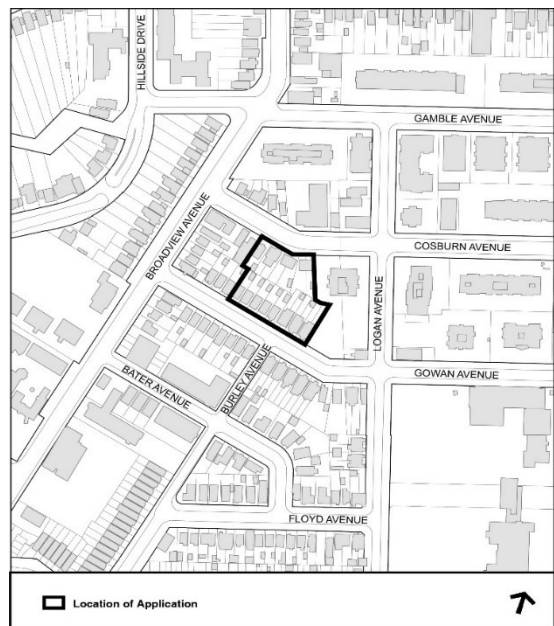 HILLSIDE DRIVE
GAMBLE AVENUE
BROADVIEW AVENUE
COSBURN AVENUE
LOGAN AVENUE
GOWAN AVENUE
BURLEY AVENUE
BATER AVENUE
FLOYD AVENUE
Location of Application